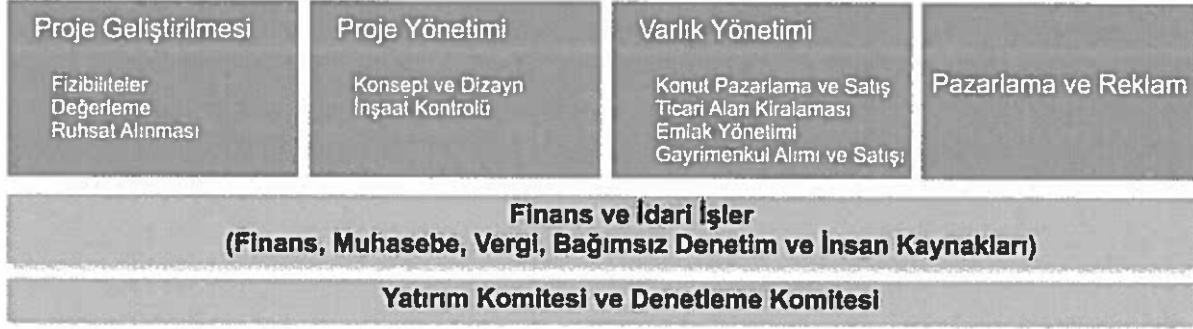 Proje Geliştirilmesi
Fizibiliteler
Değerleme
Ruhsat Alınması
Proje Yönetimi
Konsept ve Dizayn
İnşaat Kontrolü
Varlık Yönetimi
Konut Pazarlama ve Satış
Ticari Alan Kiralaması
Emlak Yönetimi
Gayrimenkul Alımı ve Satışı
Pazarlama ve Reklam
Finans ve İdari İşler
(Finans, Muhasebe, Vergi, Bağımsız Denetim ve İnsan Kaynakları)
Yatırım Komitesi ve Denetleme Komitesi